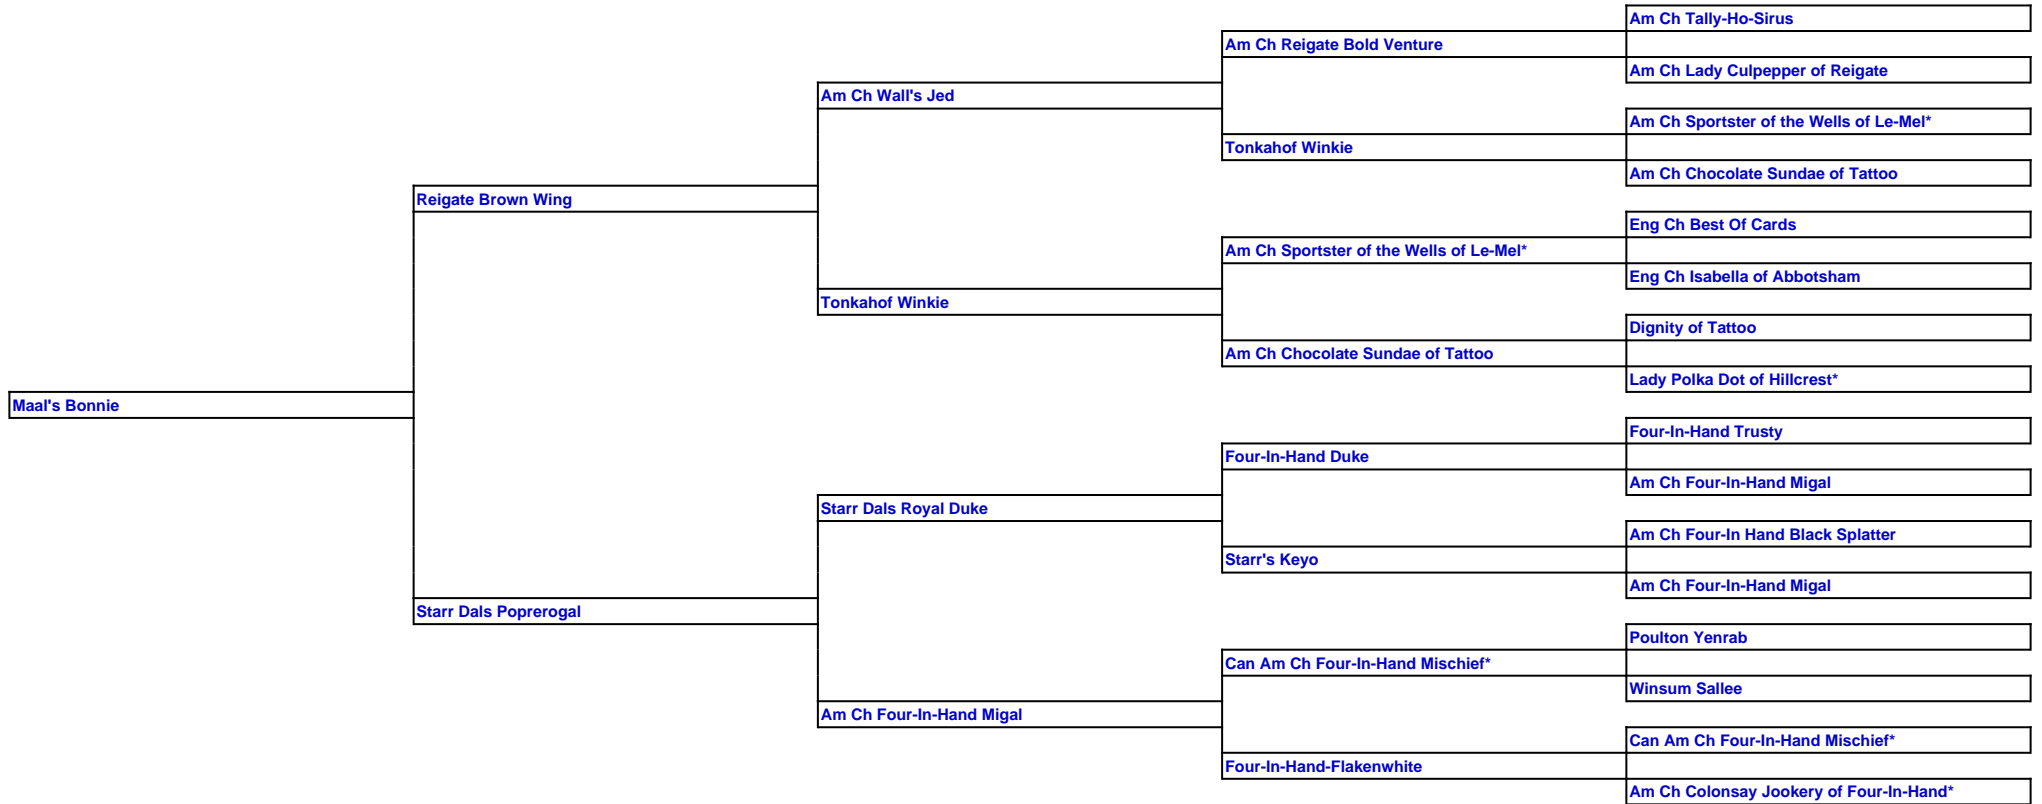 Am Ch Tally-Ho-Sirus
Am Ch Reigate Bold Venture
Am Ch Lady Culpepper of Reigate
Am Ch Wall's Jed
Am Ch Sportster of the Wells of Le-Mel*
Tonkahof Winkie
Am Ch Chocolate Sundae of Tattoo
Reigate Brown Wing
Eng Ch Best Of Cards
Am Ch Sportster of the Wells of Le-Mel*
Eng Ch Isabella of Abbotsham
Tonkahof Winkie
Dignity of Tattoo
Am Ch Chocolate Sundae of Tattoo
Lady Polka Dot of Hillcrest*
Maal's Bonnie
Four-In-Hand Trusty
Four-In-Hand Duke
Am Ch Four-In-Hand Migal
Starr Dals Royal Duke
Am Ch Four-In Hand Black Splatter
Starr's Keyo
Am Ch Four-In-Hand Migal
Starr Dals Poprerogal
Poulton Yenrab
Can Am Ch Four-In-Hand Mischief*
Winsum Sallee
Am Ch Four-In-Hand Migal
Can Am Ch Four-In-Hand Mischief*
Four-In-Hand-Flakenwhite
Am Ch Colonsay Jookery of Four-In-Hand*